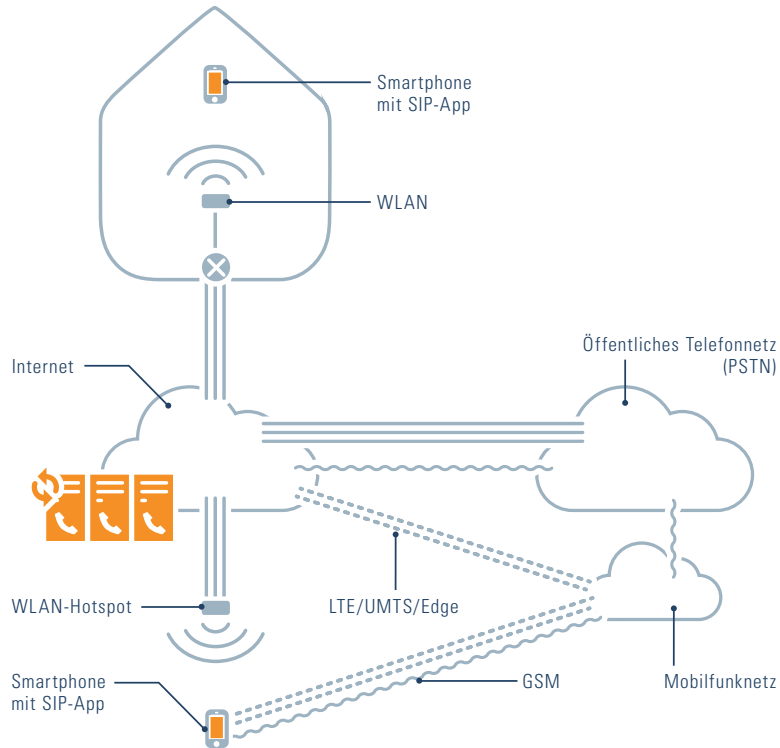 Smartphone
mit SIP-App
WLAN
Öffentliches Telefonnetz
(PSTN)
Internet
WLAN-Hotspot
LTE/UMTS/Edge
Smartphone
mit SIP-App
GSM
Mobilfunknetz